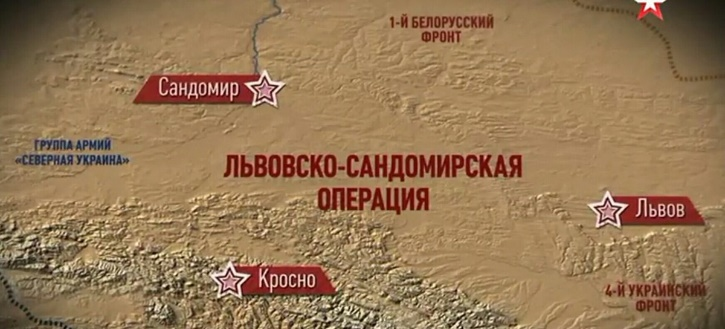 1-Й БЕЛОРУССКИЙ
ФРОНТ
Сандомир
ГРУППА АРМИЙ
«СЕВЕРНАЯ УКРАИНА»
ЛЬВОВСКО-САНДОМИРСКАЯ
ОПЕРАЦИЯ
Львов
Кросно
4-Й УКРАИНСКИЙ
ФРОНТ